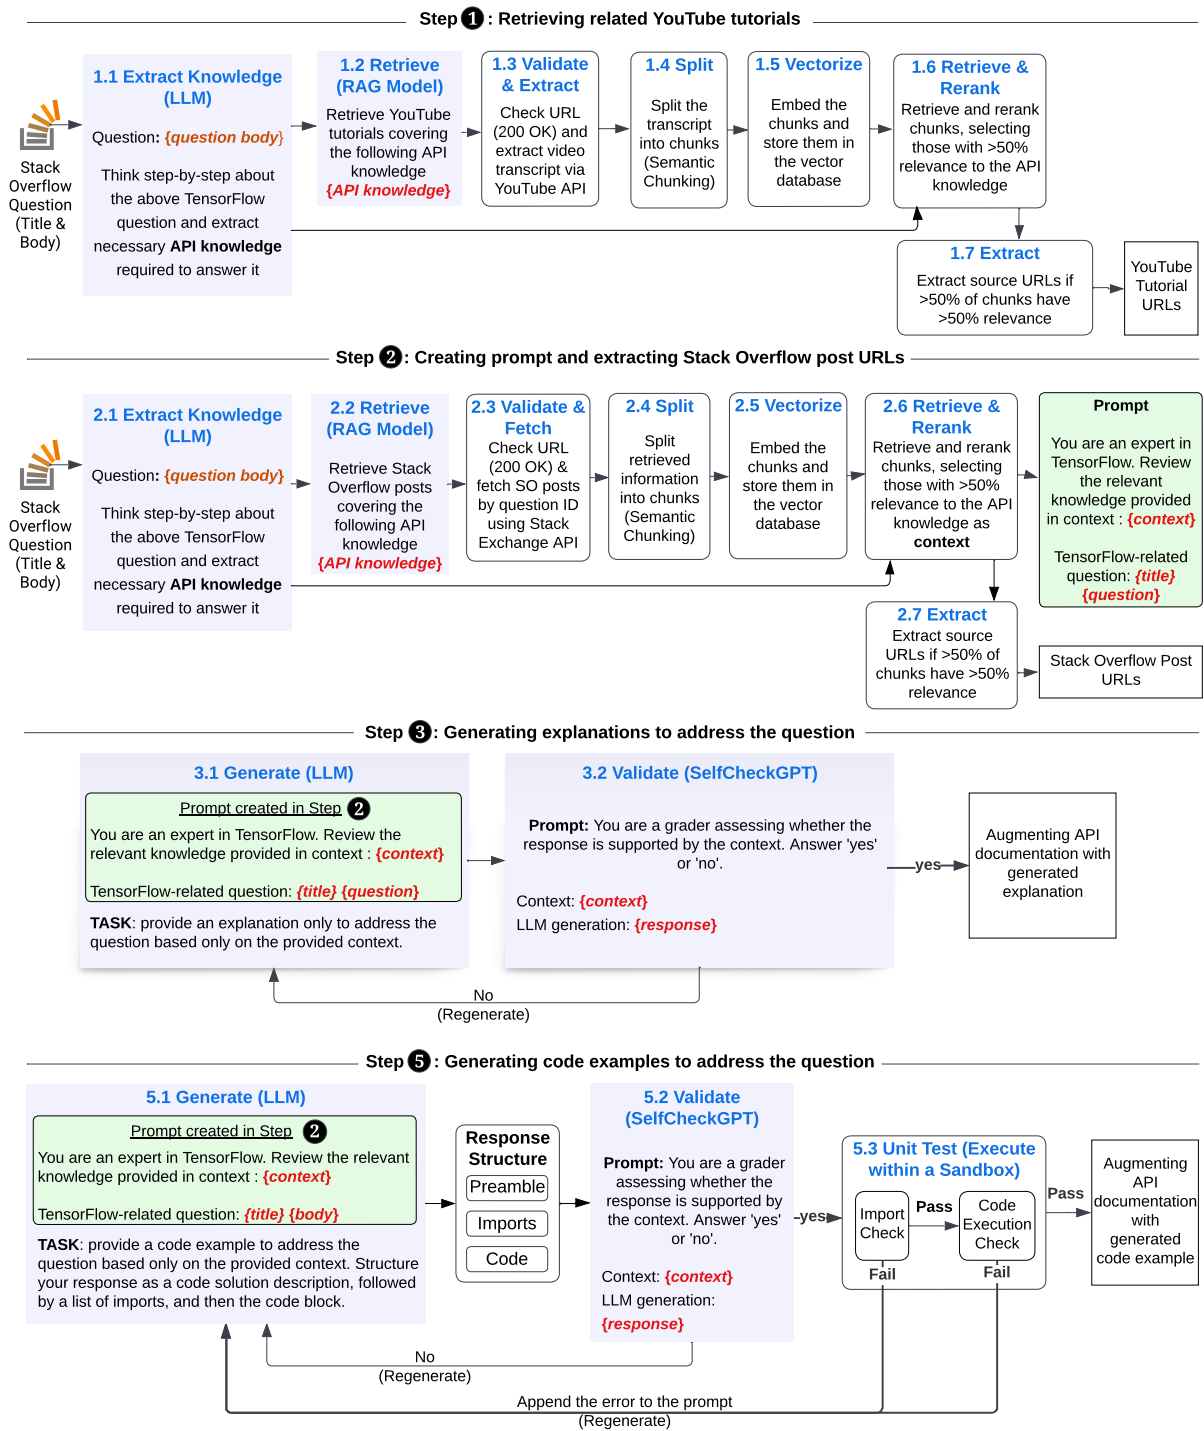 Step 1 : Retrieving related YouTube tutorials
Stack
Overflow
Question
(Title &
Body)
1.1 Extract Knowledge
(LLM)
Question: {question body}
Think step-by-step about
the above TensorFlow
question and extract
necessary API knowledge
required to answer it
1.2 Retrieve
(RAG Model)
Retrieve YouTube
tutorials covering
the following API
knowledge
{API knowledge}
1.3 Validate
& Extract
Check URL
(200 OK) and
extract video
transcript via
YouTube API
1.4 Split
Split the
transcript
into chunks
(Semantic
Chunking)
1.5 Vectorize
Embed the
chunks and
store them in
the vector
database
1.6 Retrieve &
Rerank
Retrieve and rerank
chunks, selecting
those with >50%
relevance to the API
knowledge
1.7 Extract
Extract source URLs if
>50% of chunks have
>50% relevance
YouTube
Tutorial
URLs
Step 2 : Creating prompt and extracting Stack Overflow post URLs
Stack
Overflow
Question
(Title &
Body)
2.1 Extract Knowledge
(LLM)
Question: {question body}
Think step-by-step about
the above TensorFlow
question and extract
necessary API knowledge
required to answer it
2.2 Retrieve
(RAG Model)
Retrieve Stack
Overflow posts
covering the
following API
knowledge
{API knowledge}
2.3 Validate &
Fetch
Check URL
(200 OK) &
fetch SO posts
by question ID
using Stack
Exchange API
2.4 Split
Split
retrieved
information
into chunks
(Semantic
Chunking)
2.5 Vectorize
Embed the
chunks and
store them in
the vector
database
2.6 Retrieve &
Rerank
Retrieve and rerank
chunks, selecting
those with >50%
relevance to the API
knowledge as
context
Prompt
You are an expert in
TensorFlow. Review
the relevant
knowledge provided
in context : {context}
TensorFlow-related
question: {title}
{question}
2.7 Extract
Extract source
URLs if >50% of
chunks have >50%
relevance
Stack Overflow Post
URLs
Step 3 : Generating explanations to address the question
3.1 Generate (LLM)
Prompt created in Step 2
You are an expert in TensorFlow. Review the
relevant knowledge provided in context : {context}
TensorFlow-related question: {title} {question}
TASK: provide an explanation only to address the
question based only on the provided context.
3.2 Validate (SelfCheckGPT)
Prompt: You are a grader assessing whether the
response is supported by the context. Answer 'yes'
or 'no'.
Context: {context}
LLM generation: {response}
yes
Augmenting API
documentation with
generated
explanation
No
(Regenerate)
Step 5 : Generating code examples to address the question
5.1 Generate (LLM)
Prompt created in Step 2
You are an expert in TensorFlow. Review the relevant
knowledge provided in context : {context}
TensorFlow-related question: {title} {body}
TASK: provide a code example to address the
question based only on the provided context. Structure
your response as a code solution description, followed
by a list of imports, and then the code block.
Response
Structure
Preamble
Imports
Code
5.2 Validate
(SelfCheckGPT)
Prompt: You are a grader
assessing whether the
response is supported by
the context. Answer 'yes'
or 'no'.
Context: {context}
LLM generation:
{response}
yes
5.3 Unit Test (Execute
within a Sandbox)
Import
Check
Pass
Code
Execution
Check
Fail
Fail
Pass
Augmenting
API
documentation
with
generated
code example
No
(Regenerate)
Append the error to the prompt
(Regenerate)